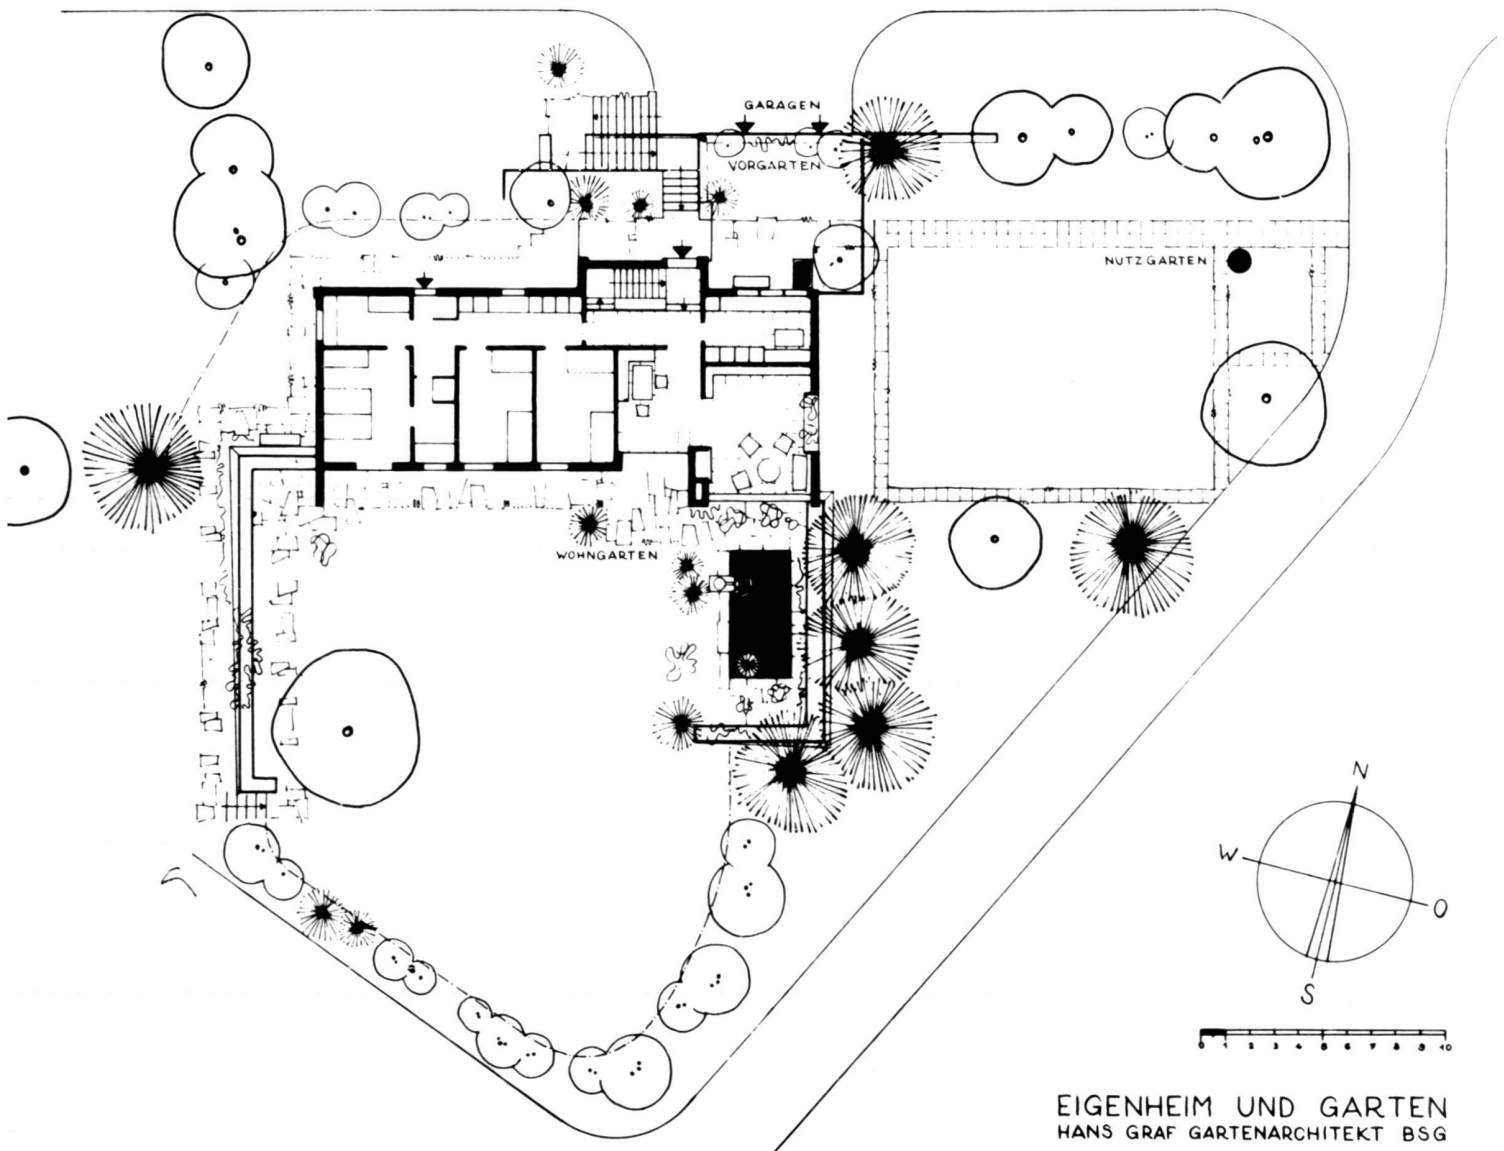 GARAGEN
VORGARTEN
NUTZGARTEN
WOHNGARTEN
N
W
O
S
0 1 2 3 4 5 6 7 8 9 10
EIGENHEIM UND GARTEN
HANS GRAF GARTENARCHITEKT BSG